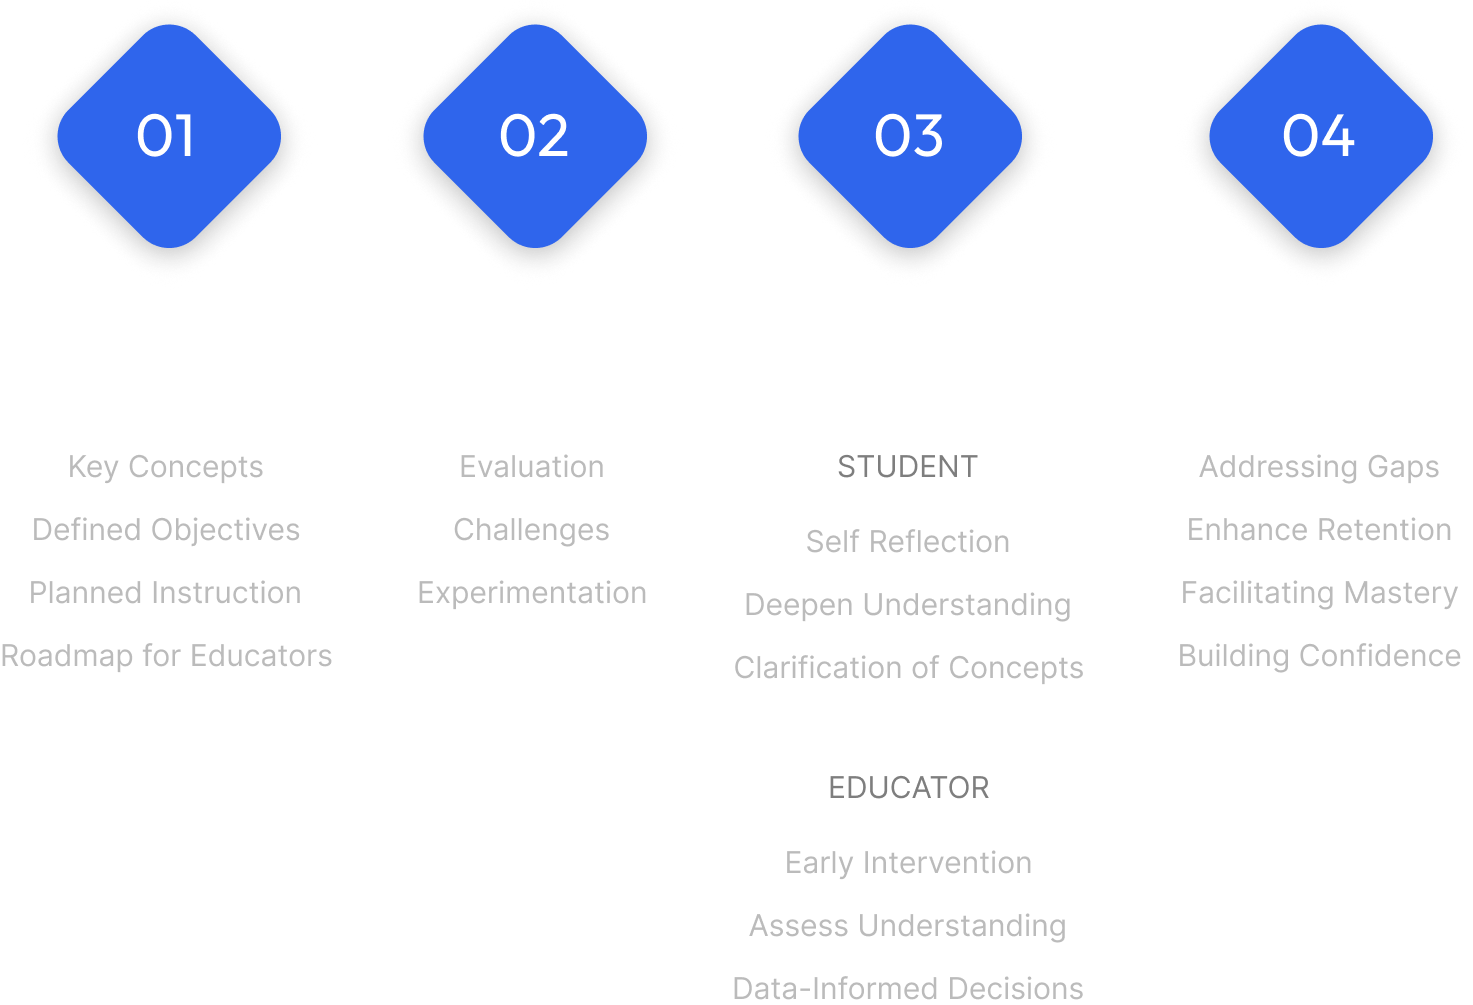 01
02
03
04
Key Concepts
Defined Objectives
Planned Instruction
Roadmap for Educators
Evaluation
Challenges
Experimentation
STUDENT
Self Reflection
Deepen Understanding
Clarification of Concepts
EDUCATOR
Early Intervention
Assess Understanding
Data-Informed Decisions
Addressing Gaps
Enhance Retention
Facilitating Mastery
Building Confidence